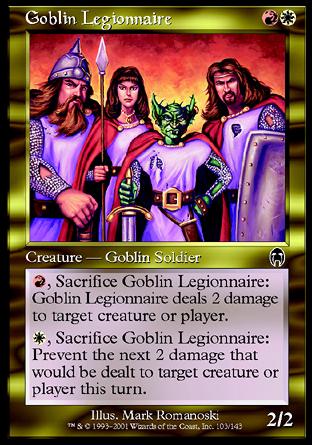 Goblin Legionnaire
Creature — Goblin Soldier
, Sacrifice Goblin Legionnaire:
Goblin Legionnaire deals 2 damage
to target creature or player.
, Sacrifice Goblin Legionnaire:
Prevent the next 2 damage that
would be dealt to target creature or
player this turn.
2/2
Illus. Mark Romanoski
™ & © 1993–2001 Wizards of the Coast, Inc. 103/143